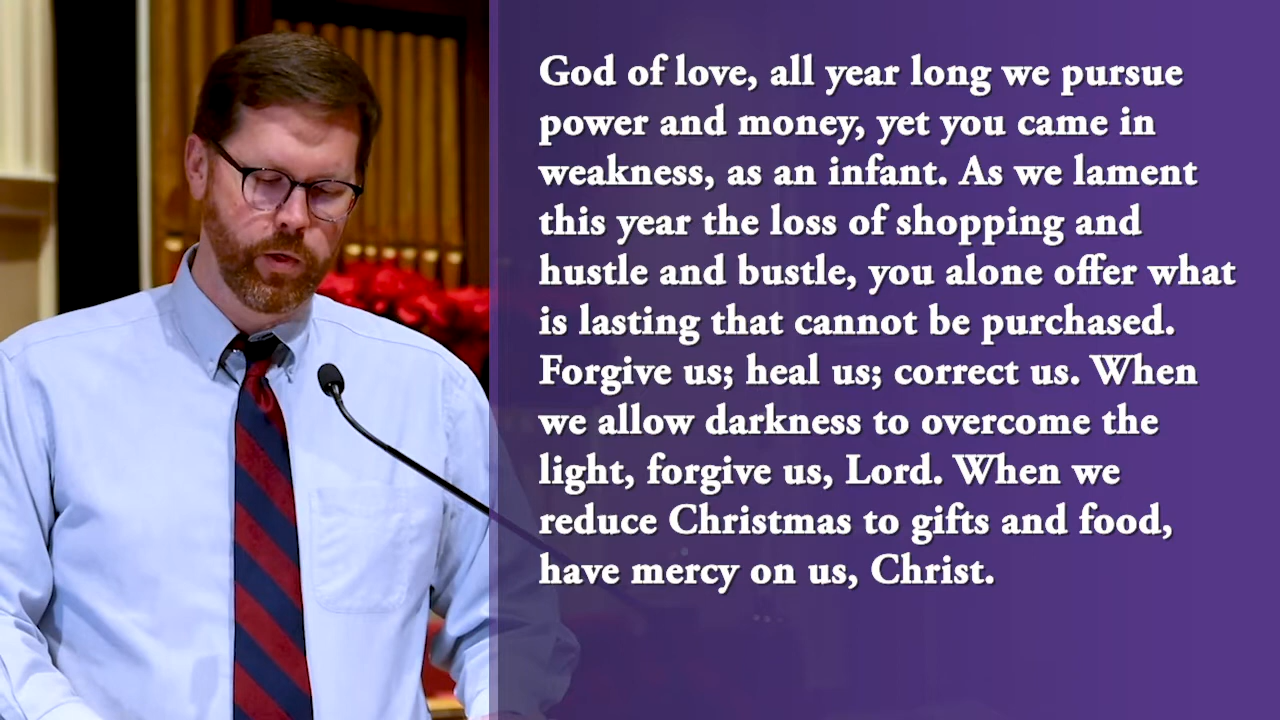 God of love, all year long we pursue
power and money, yet you came in
weakness, as an infant. As we lament
this year the loss of shopping and
hustle and bustle, you alone offer what
is lasting that cannot be purchased.
Forgive us; heal us; correct us. When
we allow darkness to overcome the
light, forgive us, Lord. When we
reduce Christmas to gifts and food,
have mercy on us, Christ.